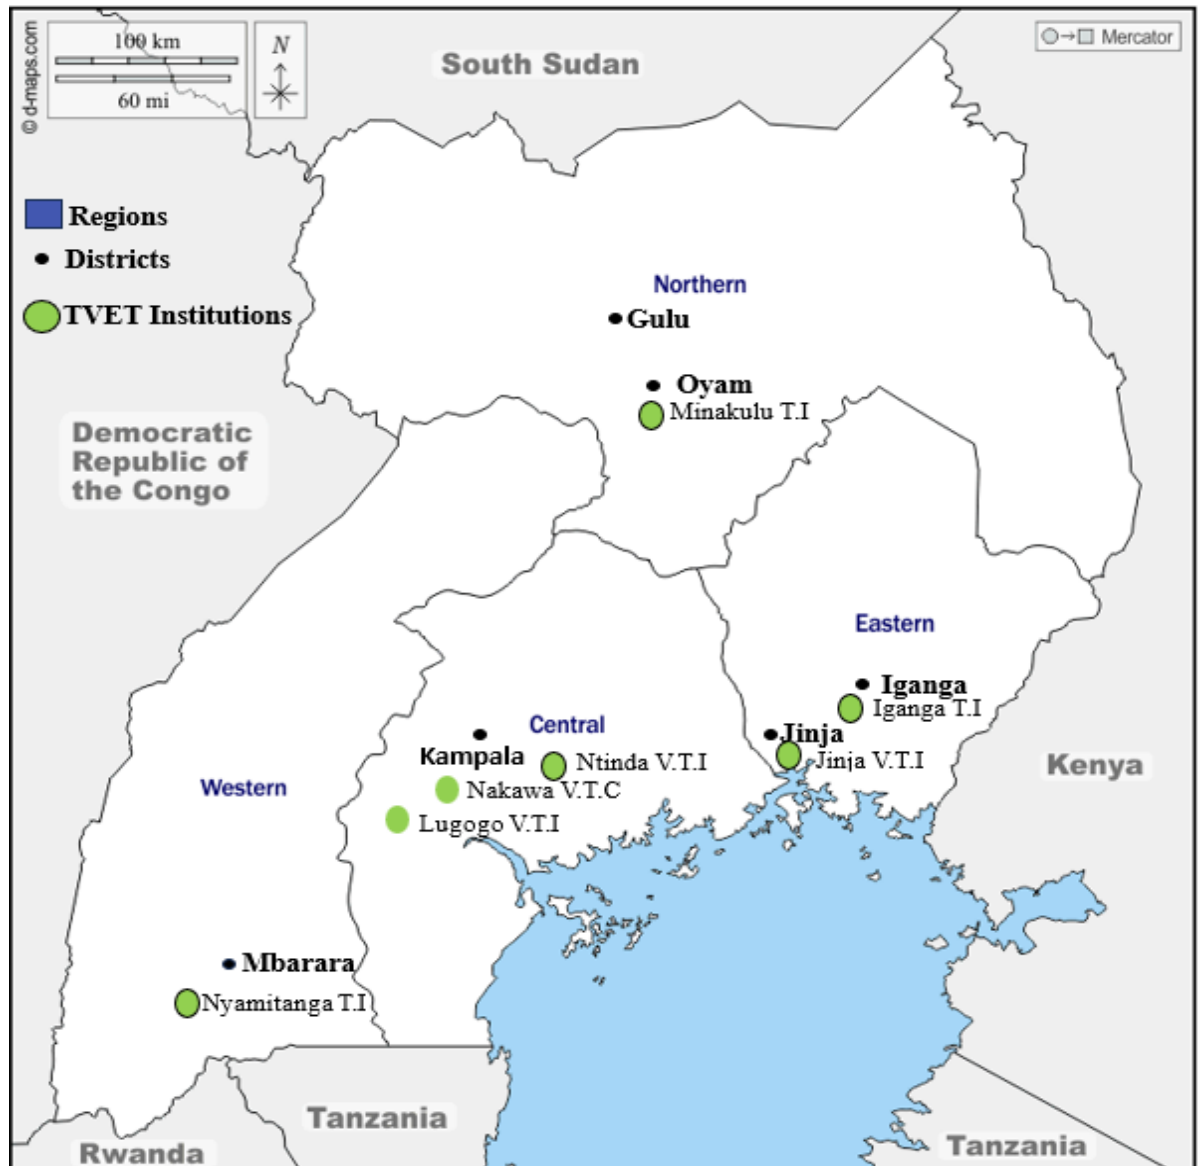 © d-maps.com
100 km
60 mi
N
South Sudan
Mercator
Regions
Districts
TVET Institutions
Northern
Gulu
Oyam
Minakulu T.I
Democratic
Republic of
the Congo
Eastern
Iganga
Iganga T.I
Central
Jinja
Jinja V.T.I
Kampala
Ntinda V.T.I
Nakawa V.T.C
Lugogo V.T.I
Western
Kenya
Mbarara
Nyamitanga T.I
Tanzania
Rwanda
Tanzania